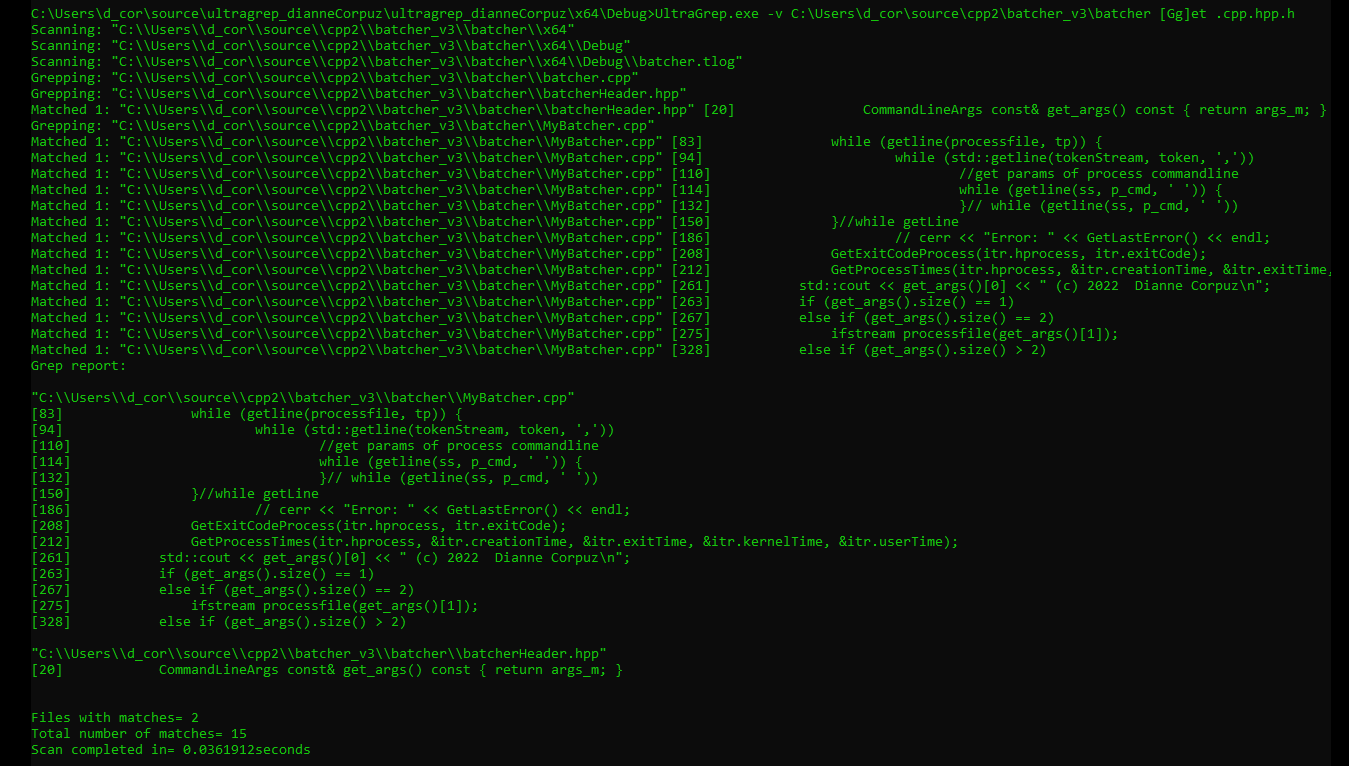 C:\Users\d_cor\source\ultragrep_dianneCorpuz\ultragrep_dianneCorpuz\x64\Debug>UltraGrep.exe -v C:\Users\d_cor\source\cpp2\batcher_v3\batcher [Gg]et .cpp.hpp.h
Scanning: "C:\\Users\\d_cor\\source\\cpp2\\batcher_v3\\batcher\\x64"
Scanning: "C:\\Users\\d_cor\\source\\cpp2\\batcher_v3\\batcher\\x64\\Debug"
Scanning: "C:\\Users\\d_cor\\source\\cpp2\\batcher_v3\\batcher\\x64\\Debug\\batcher.tlog"
Grepping: "C:\\Users\\d_cor\\source\\cpp2\\batcher_v3\\batcher\\batcher.cpp"
Grepping: "C:\\Users\\d_cor\\source\\cpp2\\batcher_v3\\batcher\\batcherHeader.hpp"
Matched 1: "C:\\Users\\d_cor\\source\\cpp2\\batcher_v3\\batcher\\batcherHeader.hpp" [20]                CommandLineArgs const& get_args() const { return args_m; }
Grepping: "C:\\Users\\d_cor\\source\\cpp2\\batcher_v3\\batcher\\MyBatcher.cpp"
Matched 1: "C:\\Users\\d_cor\\source\\cpp2\\batcher_v3\\batcher\\MyBatcher.cpp" [83]                while (getline(processfile, tp)) {
Matched 1: "C:\\Users\\d_cor\\source\\cpp2\\batcher_v3\\batcher\\MyBatcher.cpp" [94]                        while (std::getline(tokenStream, token, ','))
Matched 1: "C:\\Users\\d_cor\\source\\cpp2\\batcher_v3\\batcher\\MyBatcher.cpp" [110]                               //get params of process commandline
Matched 1: "C:\\Users\\d_cor\\source\\cpp2\\batcher_v3\\batcher\\MyBatcher.cpp" [114]                               while (getline(ss, p_cmd, ' ')) {
Matched 1: "C:\\Users\\d_cor\\source\\cpp2\\batcher_v3\\batcher\\MyBatcher.cpp" [132]                               }// while (getline(ss, p_cmd, ' '))
Matched 1: "C:\\Users\\d_cor\\source\\cpp2\\batcher_v3\\batcher\\MyBatcher.cpp" [150]               }//while getLine
Matched 1: "C:\\Users\\d_cor\\source\\cpp2\\batcher_v3\\batcher\\MyBatcher.cpp" [186]                       // cerr << "Error: " << GetLastError() << endl;
Matched 1: "C:\\Users\\d_cor\\source\\cpp2\\batcher_v3\\batcher\\MyBatcher.cpp" [208]               GetExitCodeProcess(itr.hprocess, itr.exitCode);
Matched 1: "C:\\Users\\d_cor\\source\\cpp2\\batcher_v3\\batcher\\MyBatcher.cpp" [212]               GetProcessTimes(itr.hprocess, &itr.creationTime, &itr.exitTime,
Matched 1: "C:\\Users\\d_cor\\source\\cpp2\\batcher_v3\\batcher\\MyBatcher.cpp" [261]           std::cout << get_args()[0] << " (c) 2022  Dianne Corpuz\n";
Matched 1: "C:\\Users\\d_cor\\source\\cpp2\\batcher_v3\\batcher\\MyBatcher.cpp" [263]           if (get_args().size() == 1)
Matched 1: "C:\\Users\\d_cor\\source\\cpp2\\batcher_v3\\batcher\\MyBatcher.cpp" [267]           else if (get_args().size() == 2)
Matched 1: "C:\\Users\\d_cor\\source\\cpp2\\batcher_v3\\batcher\\MyBatcher.cpp" [275]               ifstream processfile(get_args()[1]);
Matched 1: "C:\\Users\\d_cor\\source\\cpp2\\batcher_v3\\batcher\\MyBatcher.cpp" [328]           else if (get_args().size() > 2)
Grep report:

"C:\\Users\\d_cor\\source\\cpp2\\batcher_v3\\batcher\\MyBatcher.cpp"
[83]                while (getline(processfile, tp)) {
[94]                        while (std::getline(tokenStream, token, ','))
[110]                               //get params of process commandline
[114]                               while (getline(ss, p_cmd, ' ')) {
[132]                               }// while (getline(ss, p_cmd, ' '))
[150]               }//while getLine
[186]                       // cerr << "Error: " << GetLastError() << endl;
[208]               GetExitCodeProcess(itr.hprocess, itr.exitCode);
[212]               GetProcessTimes(itr.hprocess, &itr.creationTime, &itr.exitTime, &itr.kernelTime, &itr.userTime);
[261]           std::cout << get_args()[0] << " (c) 2022  Dianne Corpuz\n";
[263]           if (get_args().size() == 1)
[267]           else if (get_args().size() == 2)
[275]               ifstream processfile(get_args()[1]);
[328]           else if (get_args().size() > 2)

"C:\\Users\\d_cor\\source\\cpp2\\batcher_v3\\batcher\\batcherHeader.hpp"
[20]            CommandLineArgs const& get_args() const { return args_m; }

Files with matches= 2
Total number of matches= 15
Scan completed in= 0.0361912seconds